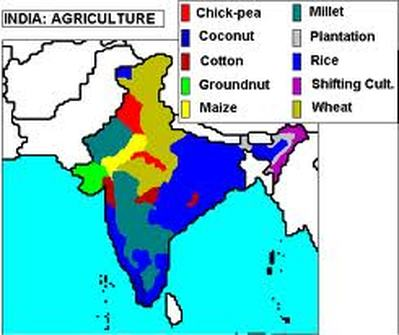 INDIA: AGRICULTURE
Chick-pea
Coconut
Cotton
Groundnut
Maize
Millet
Plantation
Rice
Shifting Cult.
Wheat